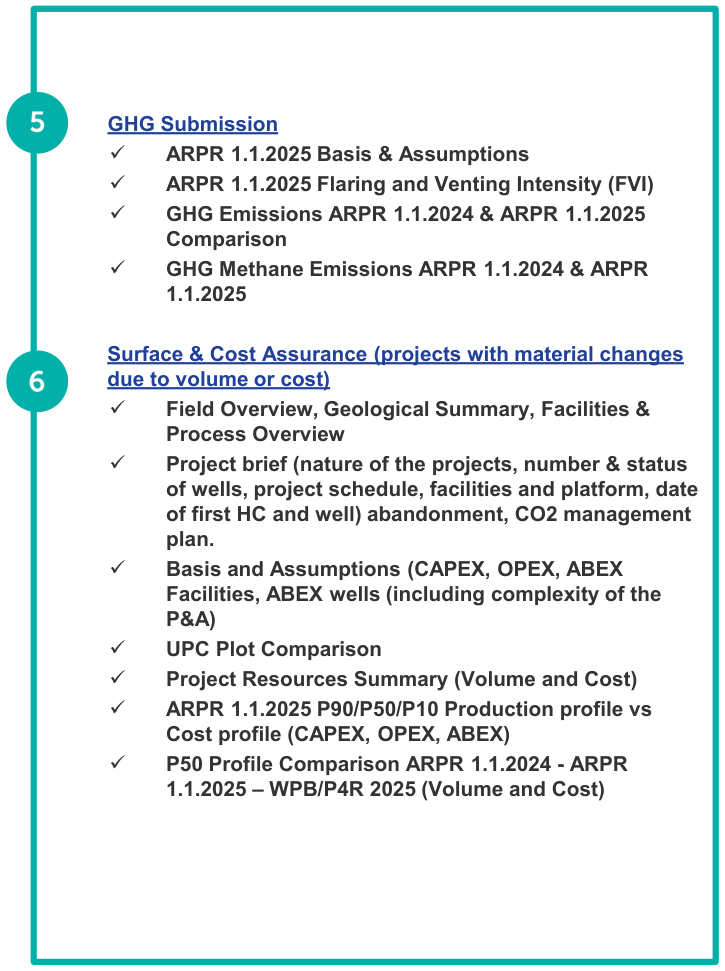 5
GHG Submission
✓ ARPR 1.1.2025 Basis & Assumptions
✓ ARPR 1.1.2025 Flaring and Venting Intensity (FVI)
✓ GHG Emissions ARPR 1.1.2024 & ARPR 1.1.2025
Comparison
✓ GHG Methane Emissions ARPR 1.1.2024 & ARPR
1.1.2025
6
Surface & Cost Assurance (projects with material changes
due to volume or cost)
✓ Field Overview, Geological Summary, Facilities &
Process Overview
✓ Project brief (nature of the projects, number & status
of wells, project schedule, facilities and platform, date
of first HC and well) abandonment, CO2 management
plan.
✓ Basis and Assumptions (CAPEX, OPEX, ABEX
Facilities, ABEX wells (including complexity of the
P&A)
✓ UPC Plot Comparison
✓ Project Resources Summary (Volume and Cost)
✓ ARPR 1.1.2025 P90/P50/P10 Production profile vs
Cost profile (CAPEX, OPEX, ABEX)
✓ P50 Profile Comparison ARPR 1.1.2024 - ARPR
1.1.2025 – WPB/P4R 2025 (Volume and Cost)